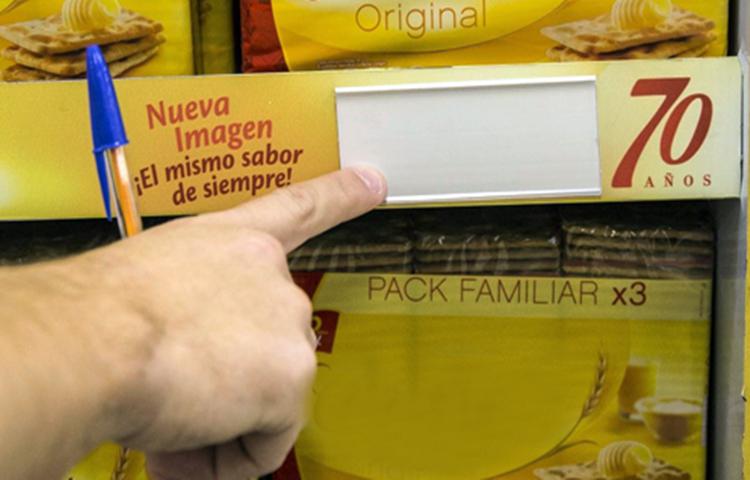 Original
Nueva
Imagen
¡El mismo sabor
de siempre!
70
AÑOS
PACK FAMILIAR x3